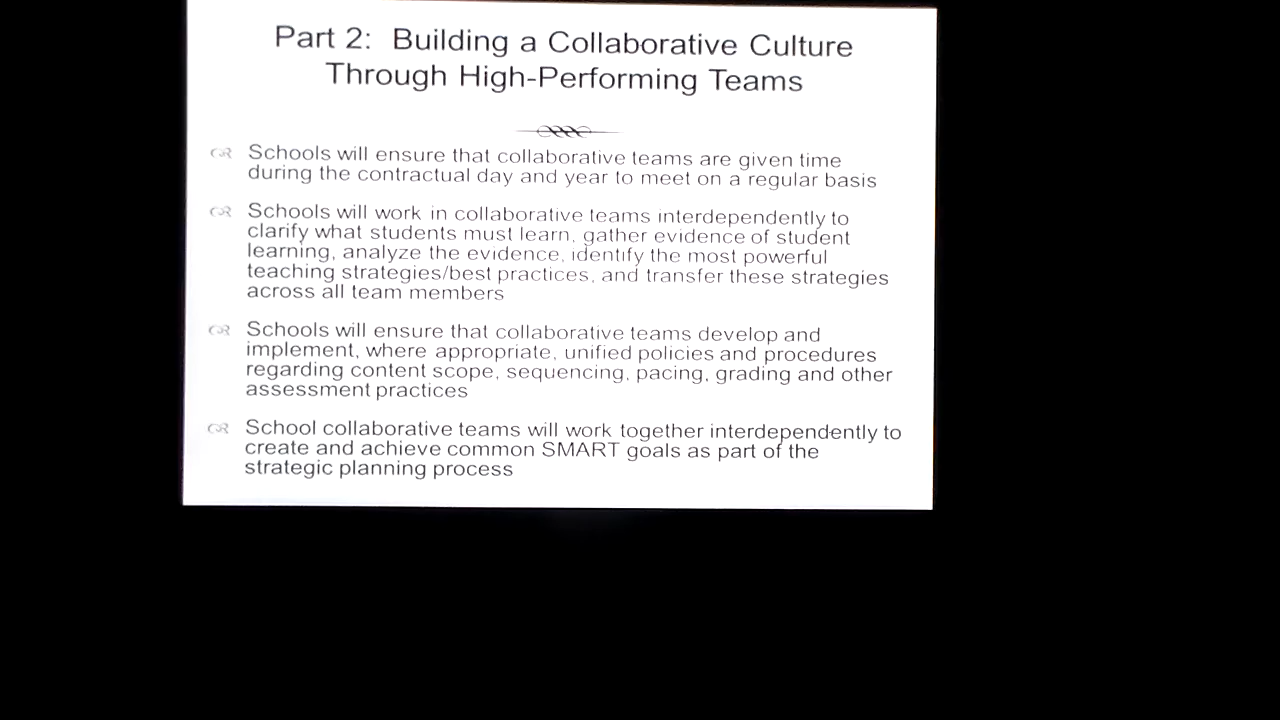 Part 2: Building a Collaborative Culture
Through High-Performing Teams
Schools will ensure that collaborative teams are given time
during the contractual day and year to meet on a regular basis
Schools will work in collaborative teams interdependently to
clarify what students must learn, gather evidence of student
learning, analyze the evidence, identify the most powerful
teaching strategies/best practices, and transfer these strategies
across all team members
Schools will ensure that collaborative teams develop and
implement, where appropriate, unified policies and procedures
regarding content scope, sequencing, pacing, grading and other
assessment practices
School collaborative teams will work together interdependently to
create and achieve common SMART goals as part of the
strategic planning process